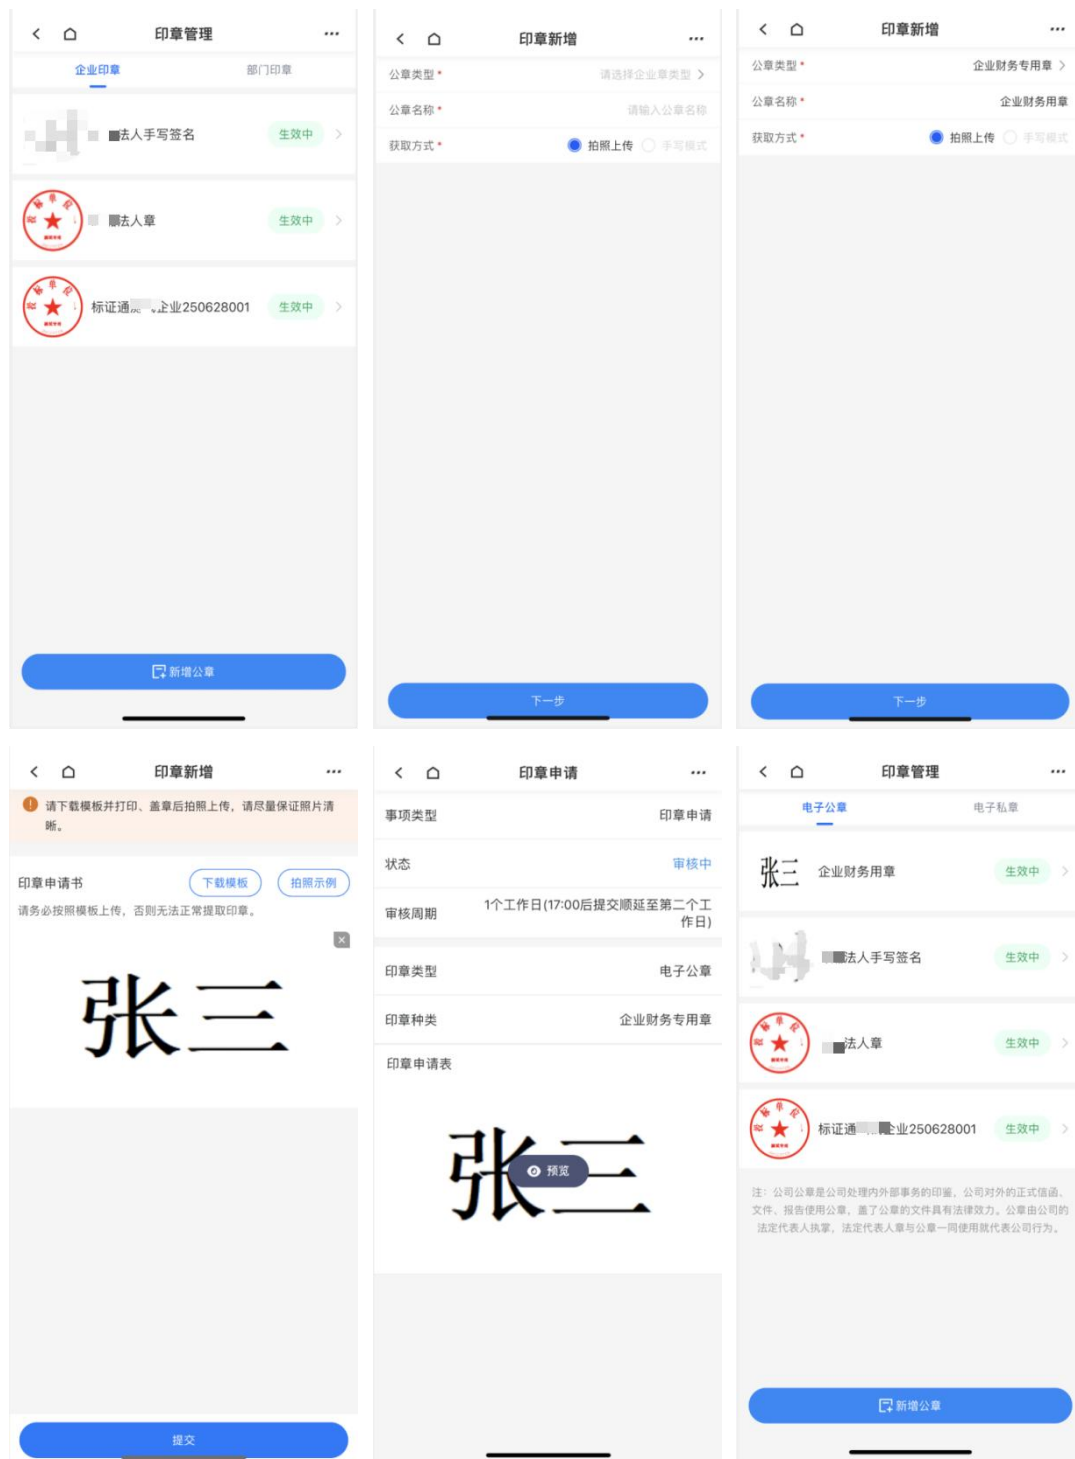 印章管理
企业印章
部门印章
法人手写签名
生效中
法人章
生效中
标证通
企业250628001
生效中
新增公章
印章新增
公章类型*
请选择企业章类型
公章名称*
请输入公章名称
获取方式*
拍照上传
手写模式
下一步
印章新增
公章类型*
企业财务专用章
公章名称*
企业财务用章
获取方式*
拍照上传
手写模式
下一步
印章新增
请下载模板并打印、盖章后拍照上传，请尽量保证照片清
晰。
印章申请书
下载模板
拍照示例
请务必按照模板上传，否则无法正常提取印章。
张三
提交
印章申请
事项类型
印章申请
状态
审核中
审核周期
1个工作日(17:00后提交顺延至第二个工
作日)
印章类型
电子公章
印章种类
企业财务专用章
印章申请表
张三
预览
印章管理
电子公章
电子私章
张三
企业财务用章
生效中
法人手写签名
生效中
法人章
生效中
标证通
企业250628001
生效中
注：公司公章是公司处理内外部事务的印鉴，公司对外的正式信函、
文件、报告使用公章，盖了公章的文件具有法律效力。公章由公司的
法定代表人执掌，法定代表人章与公章一同使用就代表公司行为。
新增公章